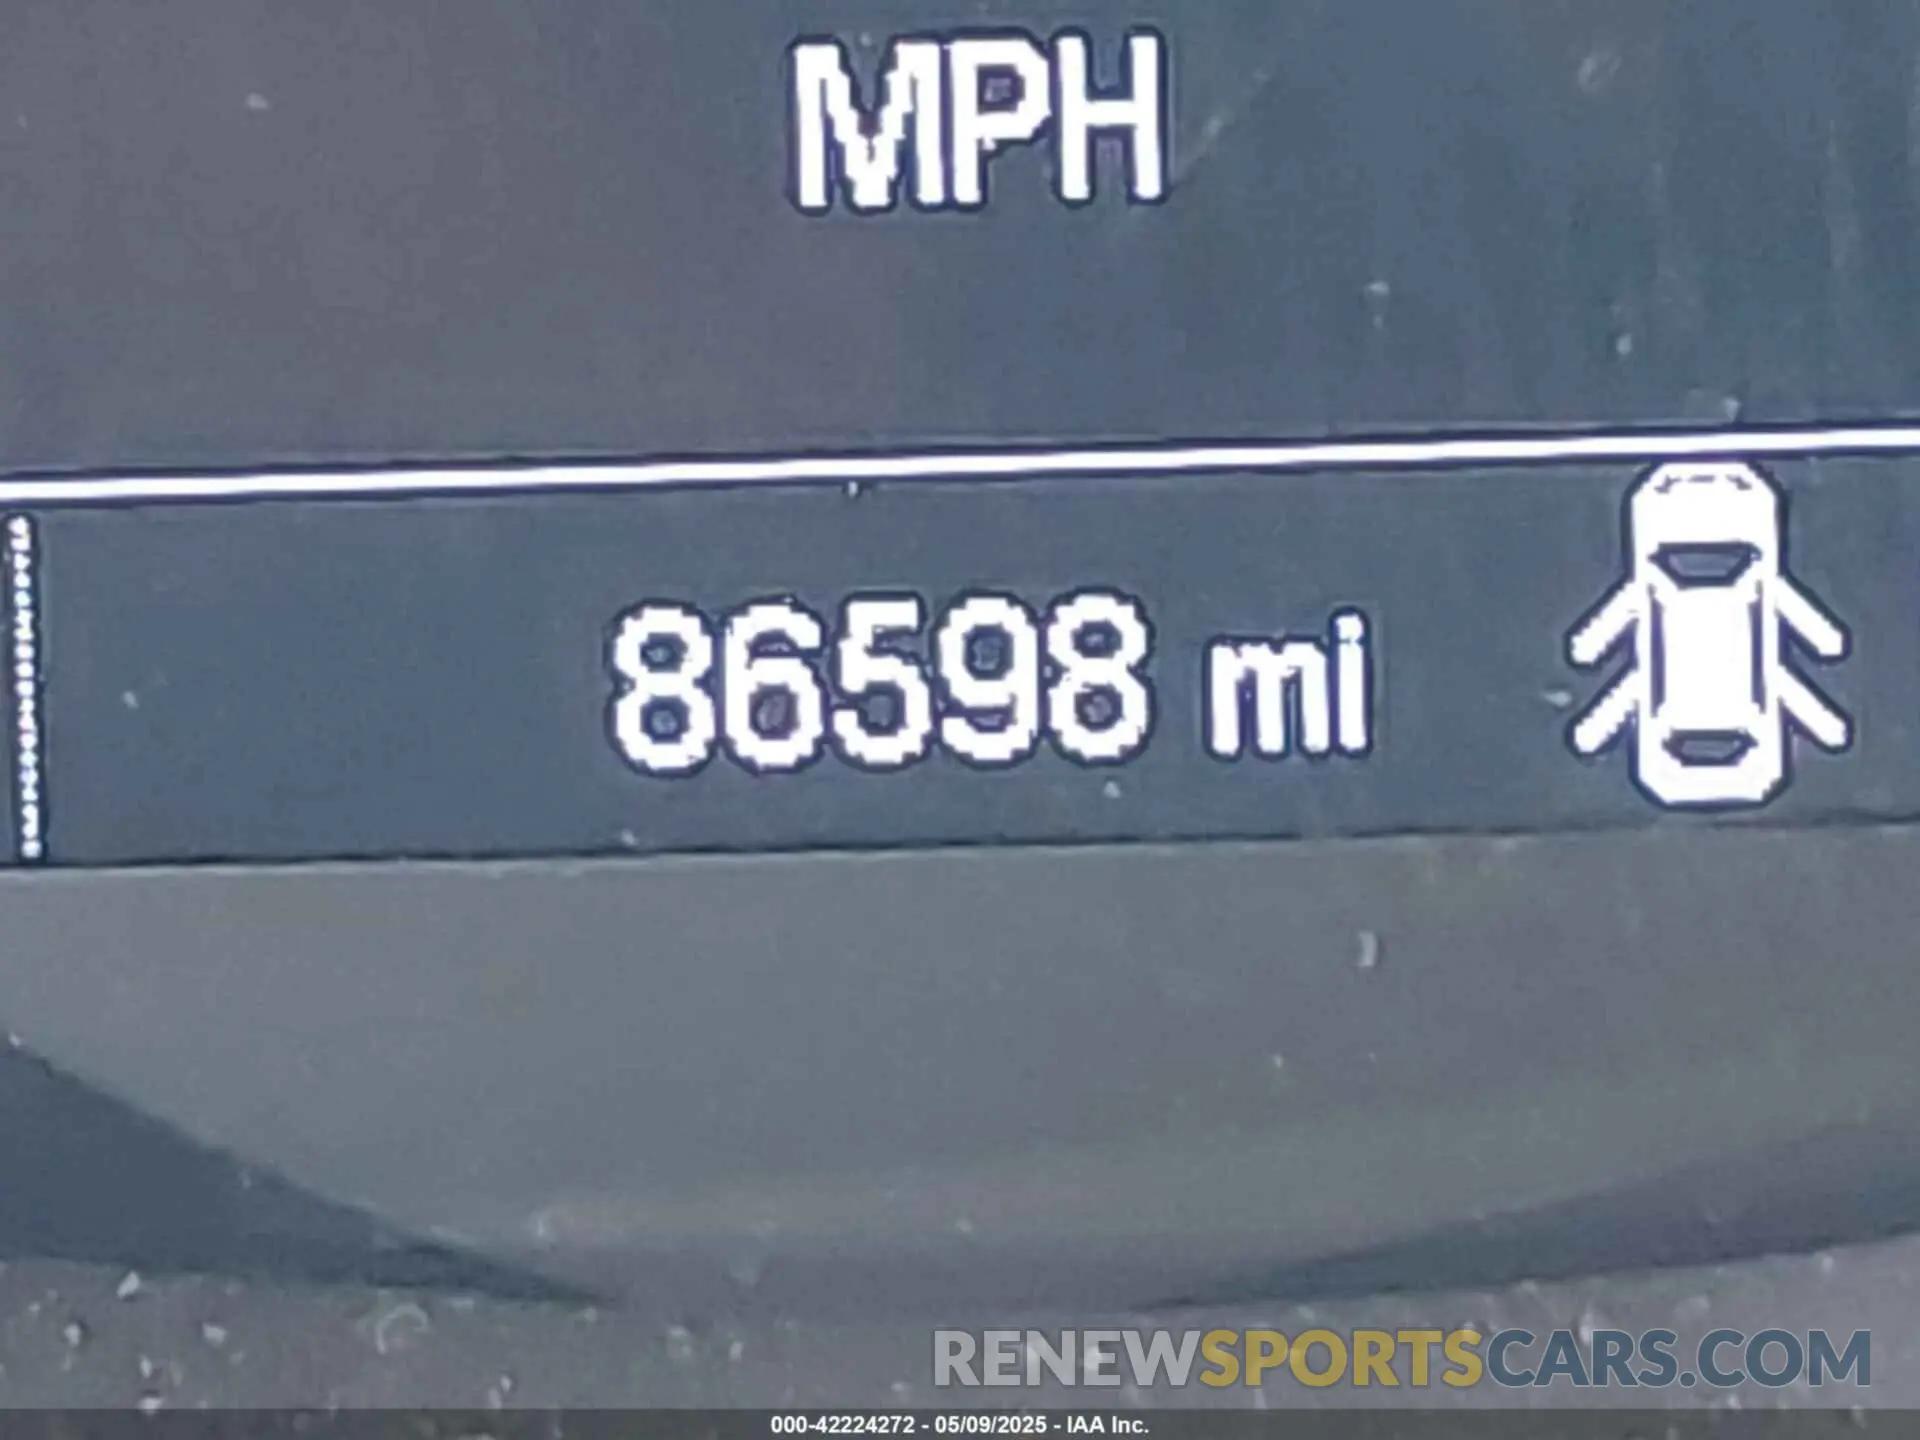 MPH
86598 mi
RENEWSPORTSCARS.COM
000-42224272 - 05/09/2025 - IAA Inc.